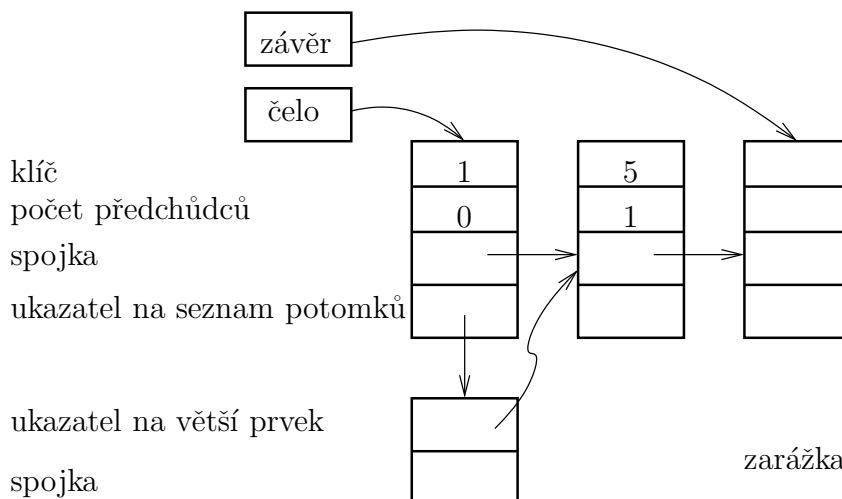 závěr
čelo
klíč 1 5
počet předchůdců 0 1
spojka
ukazatel na seznam potomků
ukazatel na větší prvek
zarážka
spojka